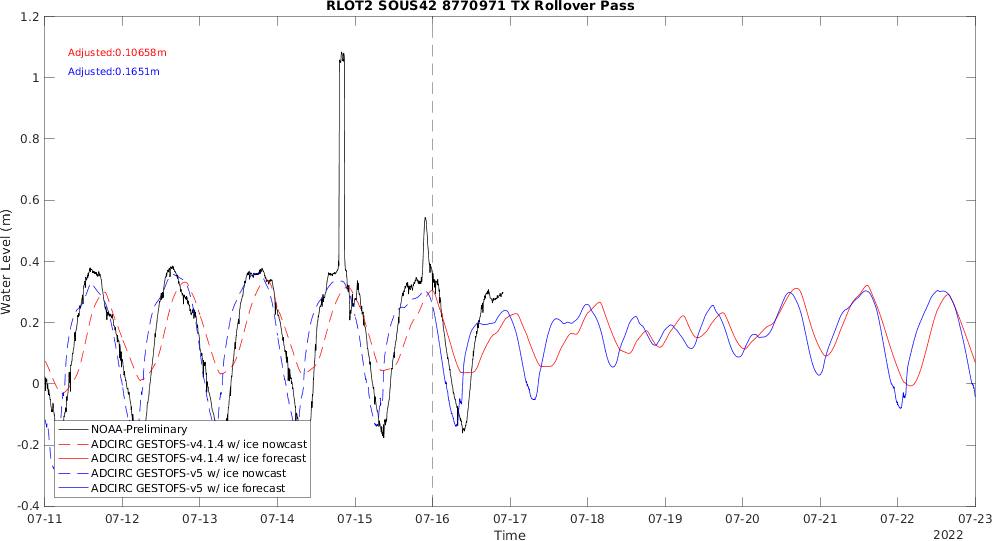 RLOT2 SOUS42 8770971 TX Rollover Pass
1.2
Adjusted:0.10658m
Adjusted:0.1651m
1
0.8
0.6
0.4
0.2
0
-0.2
-0.4
Water Level (m)
NOAA-Preliminary
ADCIRC GESTOFS-v4.1.4 w/ ice nowcast
ADCIRC GESTOFS-v4.1.4 w/ ice forecast
ADCIRC GESTOFS-v5 w/ ice nowcast
ADCIRC GESTOFS-v5 w/ ice forecast
07-11 07-12 07-13 07-14 07-15 07-16 07-17 07-18 07-19 07-20 07-21 07-22 07-23
Time
2022